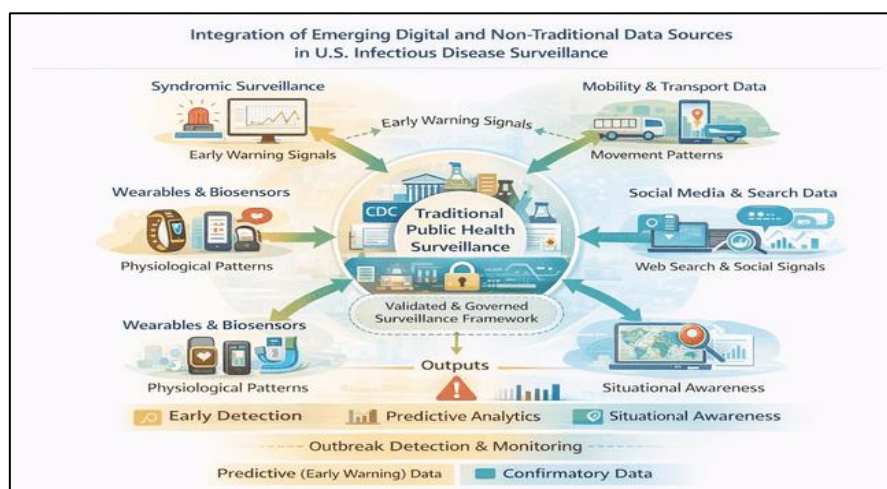 Integration of Emerging Digital and Non-Traditional Data Sources
in U.S. Infectious Disease Surveillance
Syndromic Surveillance
Early Warning Signals
Early Warning Signals
Mobility & Transport Data
Movement Patterns
Wearables & Biosensors
Physiological Patterns
CDC
Traditional
Public Health
Surveillance
Social Media & Search Data
Web Search & Social Signals
Validated & Governed
Surveillance Framework
Wearables & Biosensors
Physiological Patterns
Situational Awareness
Outputs
Early Detection
Predictive Analytics
Situational Awareness
Outbreak Detection & Monitoring
Predictive (Early Warning) Data
Confirmatory Data